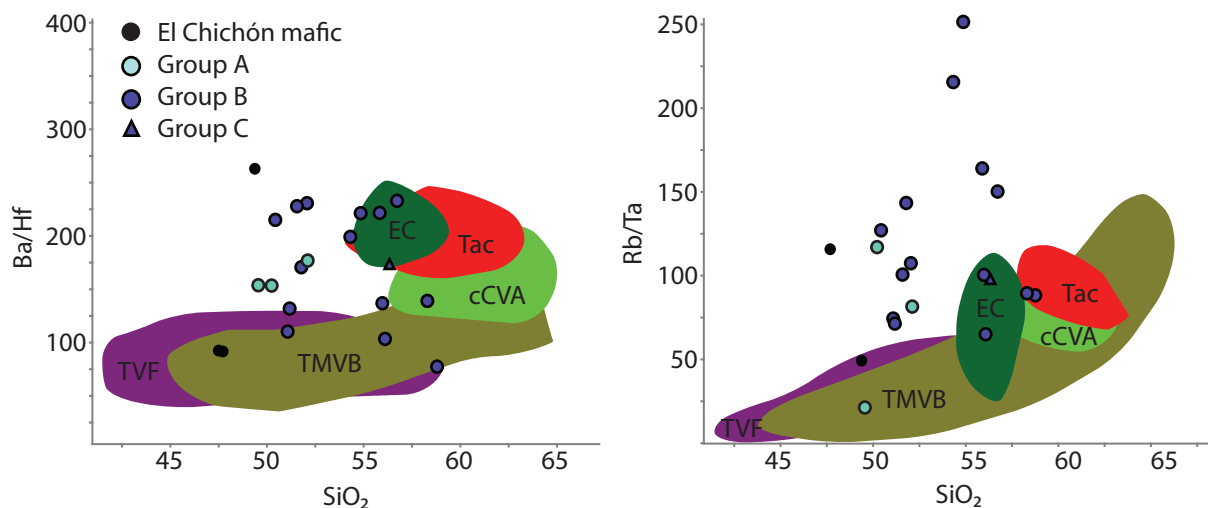 400
300
200
100
Ba/Hf
El Chichón mafic
Group A
Group B
Group C
EC
Tac
cCVA
TVF
TMVB
45
50
55
60
65
SiO₂
250
200
150
100
50
Rb/Ta
EC
Tac
cCVA
TMVB
TVF
45
50
55
60
65
SiO₂